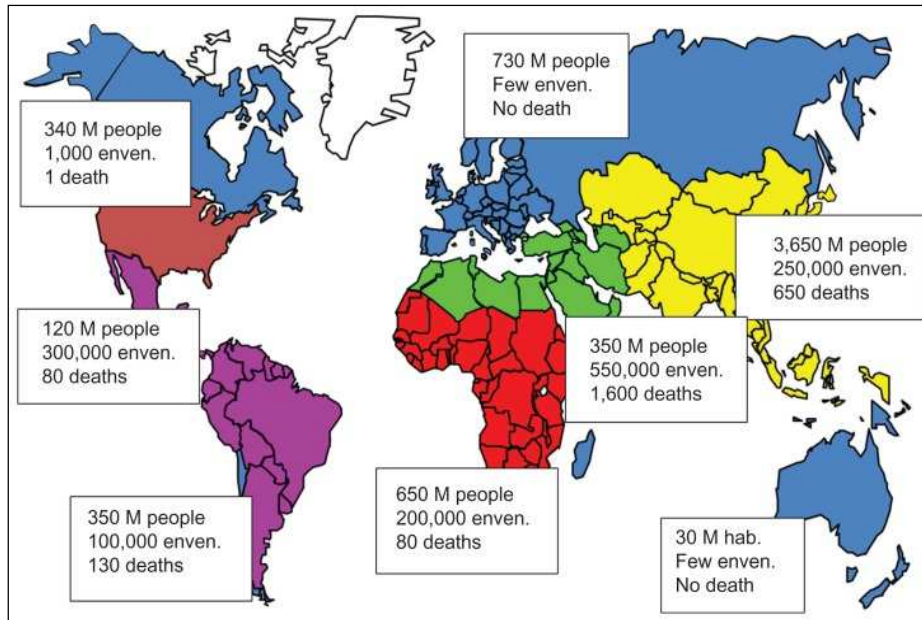 730 M people
Few enven.
No death
340 M people
1,000 enven.
1 death
3,650 M people
250,000 enven.
650 deaths
120 M people
300,000 enven.
80 deaths
350 M people
550,000 enven.
1,600 deaths
650 M people
200,000 enven.
80 deaths
350 M people
100,000 enven.
130 deaths
30 M hab.
Few enven.
No death